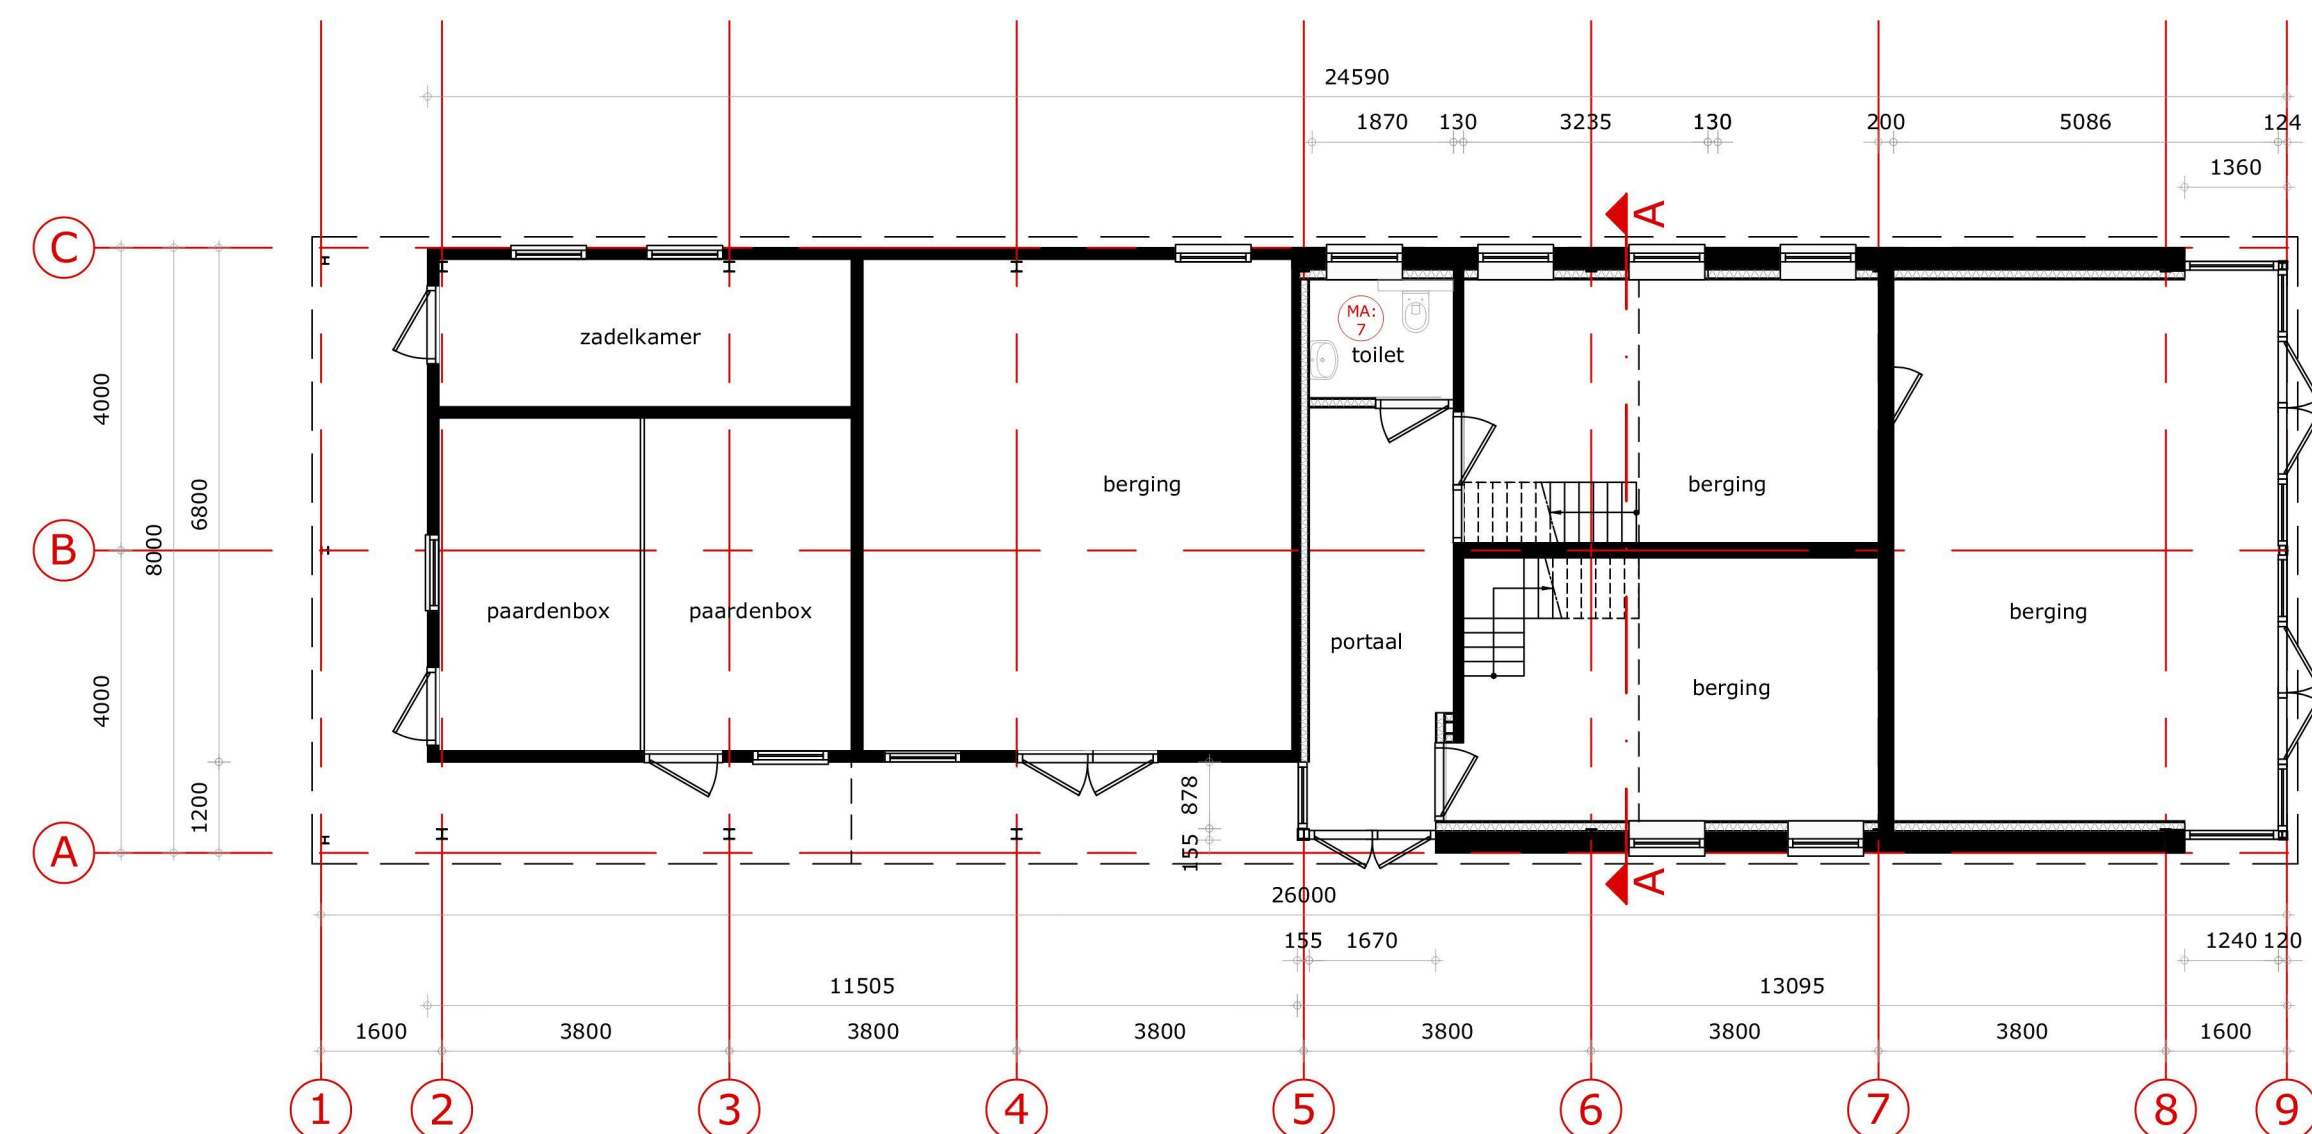 24590
1870 130 3235 130 200 5086 124
1360
A
C
zadelkamer
MA:
7
toilet
4000
6800
8000
berging
berging
B
paardenbox
paardenbox
portaal
berging
berging
4000
1200
878
155
A
A
26000
155 1670 1240 120
11505 13095
1600 3800 3800 3800 3800 3800 3800 1600
1 2 3 4 5 6 7 8 9